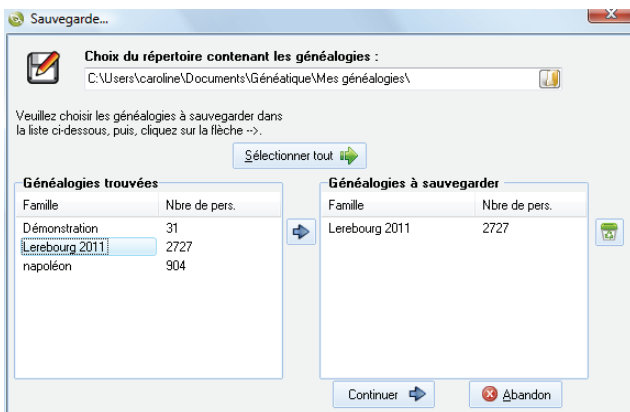 Sauvegarde...
Choix du répertoire contenant les généalogies :
C:\Users\caroline\Documents\Généatique\Mes généalogies\
Veuillez choisir les généalogies à sauvegarder dans
la liste ci-dessous, puis, cliquez sur la flèche -->.
Sélectionner tout
Généalogies trouvées
Famille Nbre de pers.
Démonstration 31
Lerebourg 2011 2727
napoléon 904
Généalogies à sauvegarder
Famille Nbre de pers.
Lerebourg 2011 2727
Continuer
Abandon